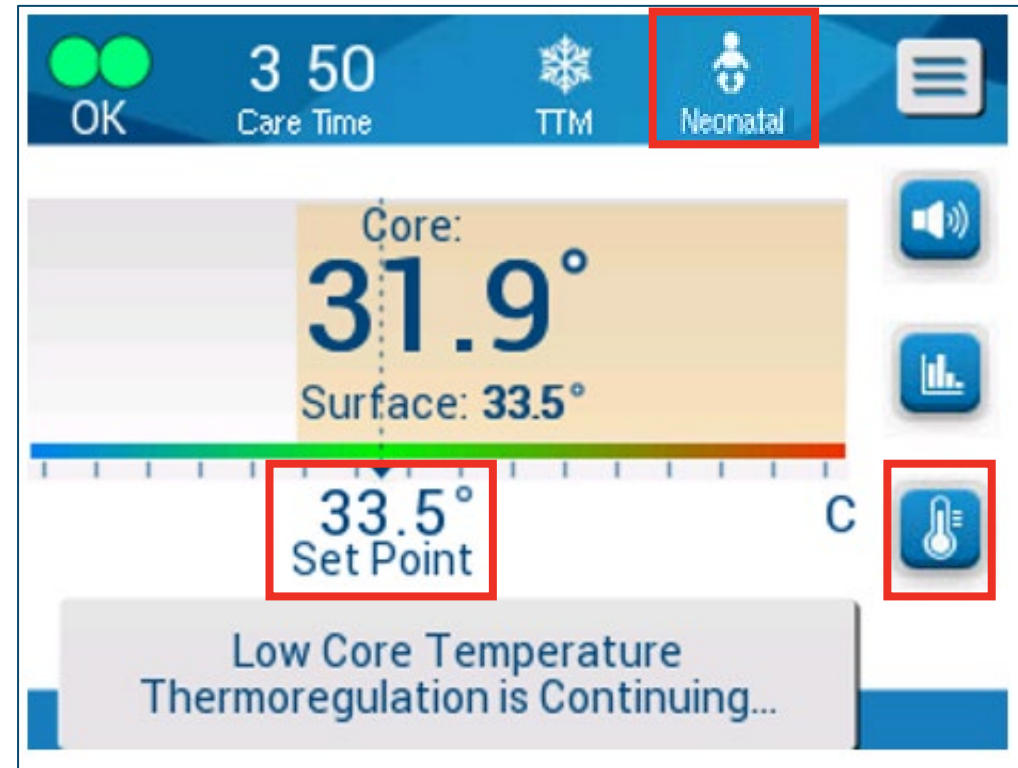 3 50
OK Care Time TTM Neonatal
Core:
31.9°
Surface: 33.5°
33.5° C
Set Point
Low Core Temperature
Thermoregulation is Continuing...